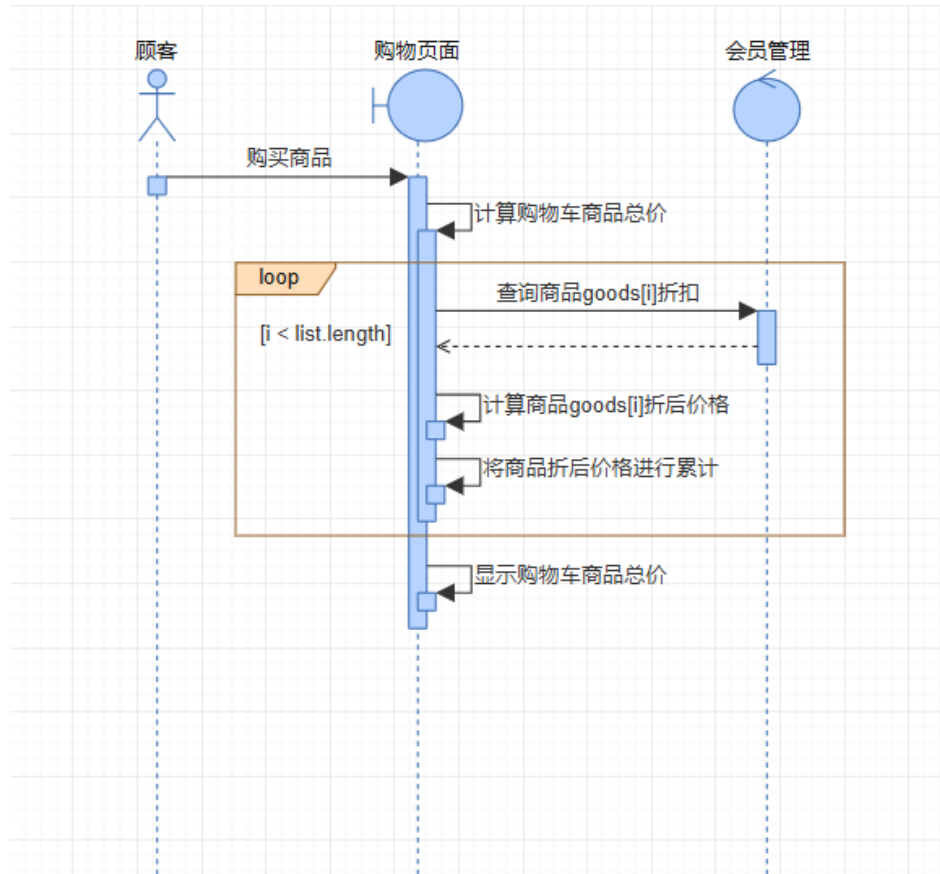 顾客
购物页面
会员管理
购买商品
计算购物车商品总价
loop
查询商品goods[i]折扣
[i < list.length]
计算商品goods[i]折后价格
将商品折后价格进行累计
显示购物车商品总价